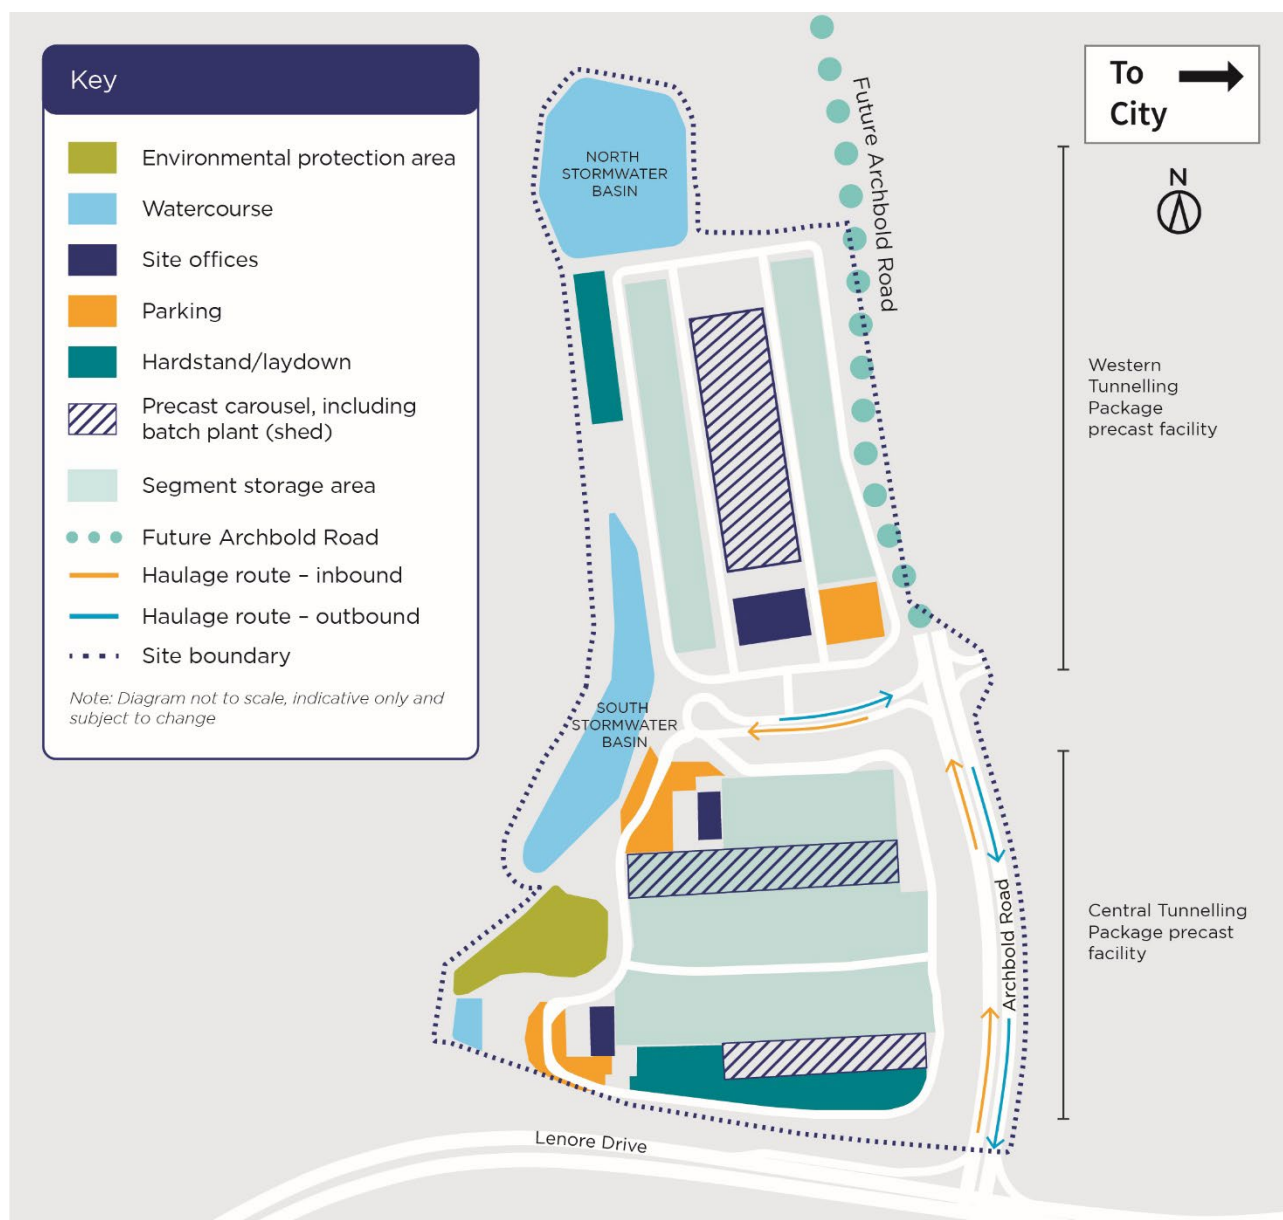 Key
Environmental protection area
Watercourse
Site offices
Parking
Hardstand/laydown
Precast carousel, including
batch plant (shed)
Segment storage area
Future Archbold Road
Haulage route – inbound
Haulage route – outbound
Site boundary
Note: Diagram not to scale, indicative only and
subject to change
NORTH
STORMWATER
BASIN
Future Archbold Road
To
City
N
Western
Tunnelling
Package
precast facility
SOUTH
STORMWATER
BASIN
Archbold Road
Central Tunnelling
Package precast
facility
Lenore Drive